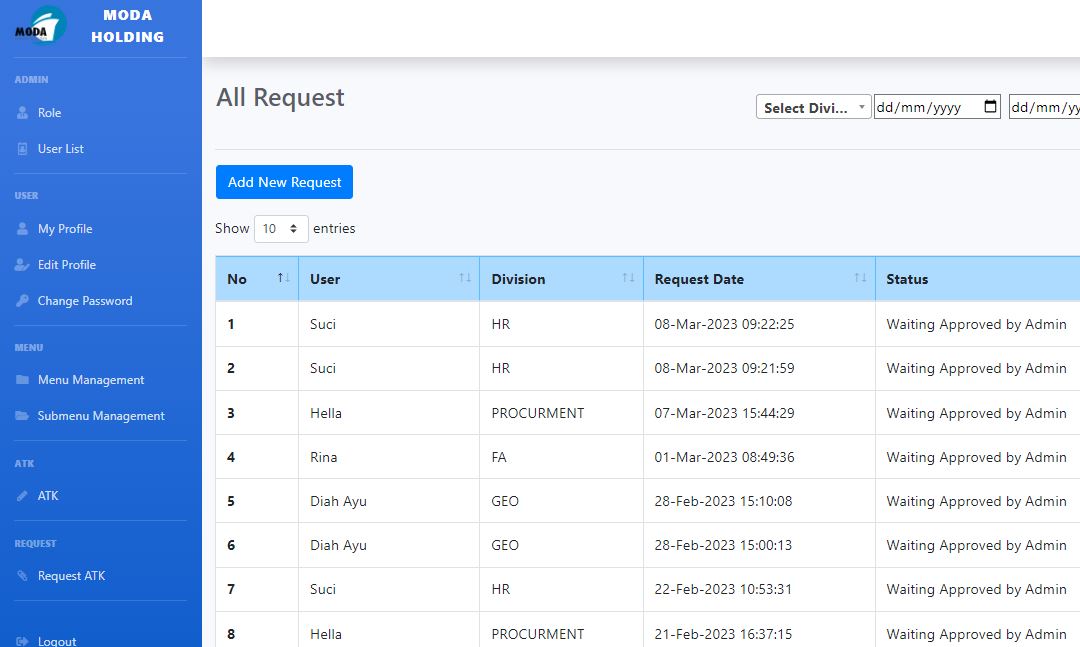 MODA
MODA
HOLDING
ADMIN
Role
User List
USER
My Profile
Edit Profile
Change Password
MENU
Menu Management
Submenu Management
ATK
ATK
REQUEST
Request ATK
Logout
All Request
Select Divi... dd/mm/yyyy dd/mm/yy
Add New Request
Show 10 entries
No User Division Request Date Status
1 Suci HR 08-Mar-2023 09:22:25 Waiting Approved by Admin
2 Suci HR 08-Mar-2023 09:21:59 Waiting Approved by Admin
3 Hella PROCURMENT 07-Mar-2023 15:44:29 Waiting Approved by Admin
4 Rina FA 01-Mar-2023 08:49:36 Waiting Approved by Admin
5 Diah Ayu GEO 28-Feb-2023 15:10:08 Waiting Approved by Admin
6 Diah Ayu GEO 28-Feb-2023 15:00:13 Waiting Approved by Admin
7 Suci HR 22-Feb-2023 10:53:31 Waiting Approved by Admin
8 Hella PROCURMENT 21-Feb-2023 16:37:15 Waiting Approved by Admin